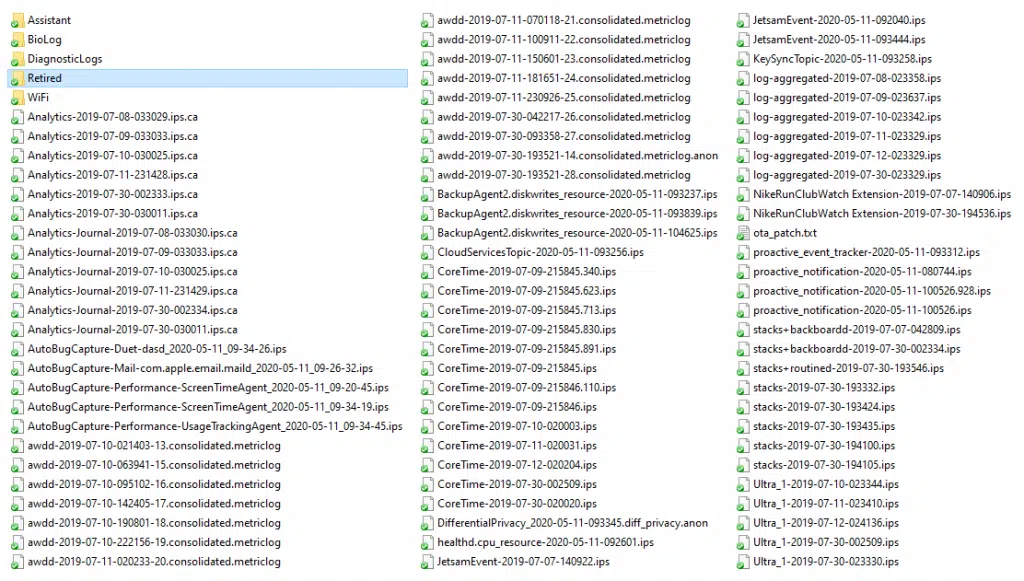 Assistant
BioLog
DiagnosticLogs
Retired
WiFi
Analytics-2019-07-08-033029.ips.ca
Analytics-2019-07-09-033033.ips.ca
Analytics-2019-07-10-030025.ips.ca
Analytics-2019-07-11-231428.ips.ca
Analytics-2019-07-30-002333.ips.ca
Analytics-2019-07-30-030011.ips.ca
Analytics-Journal-2019-07-08-033030.ips.ca
Analytics-Journal-2019-07-09-033033.ips.ca
Analytics-Journal-2019-07-10-030025.ips.ca
Analytics-Journal-2019-07-11-231429.ips.ca
Analytics-Journal-2019-07-30-002334.ips.ca
Analytics-Journal-2019-07-30-030011.ips.ca
AutoBugCapture-Duet-dasd_2020-05-11_09-34-26.ips
AutoBugCapture-Mail-com.apple.email.maild_2020-05-11_09-26-32.ips
AutoBugCapture-Performance-ScreenTimeAgent_2020-05-11_09-20-45.ips
AutoBugCapture-Performance-ScreenTimeAgent_2020-05-11_09-34-19.ips
AutoBugCapture-Performance-UsageTrackingAgent_2020-05-11_09-34-45.ips
awdd-2019-07-10-021403-13.consolidated.metriclog
awdd-2019-07-10-063941-15.consolidated.metriclog
awdd-2019-07-10-095102-16.consolidated.metriclog
awdd-2019-07-10-142405-17.consolidated.metriclog
awdd-2019-07-10-190801-18.consolidated.metriclog
awdd-2019-07-10-222156-19.consolidated.metriclog
awdd-2019-07-11-020233-20.consolidated.metriclog
awdd-2019-07-11-070118-21.consolidated.metriclog
awdd-2019-07-11-100911-22.consolidated.metriclog
awdd-2019-07-11-150601-23.consolidated.metriclog
awdd-2019-07-11-181651-24.consolidated.metriclog
awdd-2019-07-11-230926-25.consolidated.metriclog
awdd-2019-07-30-042217-26.consolidated.metriclog
awdd-2019-07-30-093358-27.consolidated.metriclog
awdd-2019-07-30-193521-14.consolidated.metriclog.anon
awdd-2019-07-30-193521-28.consolidated.metriclog
BackupAgent2.diskwrites_resource-2020-05-11-093237.ips
BackupAgent2.diskwrites_resource-2020-05-11-093839.ips
BackupAgent2.diskwrites_resource-2020-05-11-104625.ips
CloudServicesTopic-2020-05-11-093256.ips
CoreTime-2019-07-09-215845.340.ips
CoreTime-2019-07-09-215845.623.ips
CoreTime-2019-07-09-215845.713.ips
CoreTime-2019-07-09-215845.830.ips
CoreTime-2019-07-09-215845.891.ips
CoreTime-2019-07-09-215845.ips
CoreTime-2019-07-09-215846.110.ips
CoreTime-2019-07-09-215846.ips
CoreTime-2019-07-10-020003.ips
CoreTime-2019-07-11-020031.ips
CoreTime-2019-07-12-020204.ips
CoreTime-2019-07-30-002509.ips
CoreTime-2019-07-30-020020.ips
DifferentialPrivacy_2020-05-11-093345.diff_privacy.anon
healthd.cpu_resource-2020-05-11-092601.ips
JetsamEvent-2019-07-07-140922.ips
JetsamEvent-2020-05-11-092040.ips
JetsamEvent-2020-05-11-093444.ips
KeySyncTopic-2020-05-11-093258.ips
log-aggregated-2019-07-08-023358.ips
log-aggregated-2019-07-09-023637.ips
log-aggregated-2019-07-10-023342.ips
log-aggregated-2019-07-11-023329.ips
log-aggregated-2019-07-12-023329.ips
log-aggregated-2019-07-30-023329.ips
NikeRunClubWatch Extension-2019-07-07-140906.ips
NikeRunClubWatch Extension-2019-07-30-194536.ips
ota_patch.txt
proactive_event_tracker-2020-05-11-093312.ips
proactive_notification-2020-05-11-080744.ips
proactive_notification-2020-05-11-100526.928.ips
proactive_notification-2020-05-11-100526.ips
stacks+backboardd-2019-07-07-042809.ips
stacks+backboardd-2019-07-30-002334.ips
stacks+routined-2019-07-30-193546.ips
stacks-2019-07-30-193332.ips
stacks-2019-07-30-193424.ips
stacks-2019-07-30-193435.ips
stacks-2019-07-30-194100.ips
stacks-2019-07-30-194105.ips
Ultra_1-2019-07-10-023344.ips
Ultra_1-2019-07-11-023410.ips
Ultra_1-2019-07-12-024136.ips
Ultra_1-2019-07-30-002509.ips
Ultra_1-2019-07-30-023330.ips